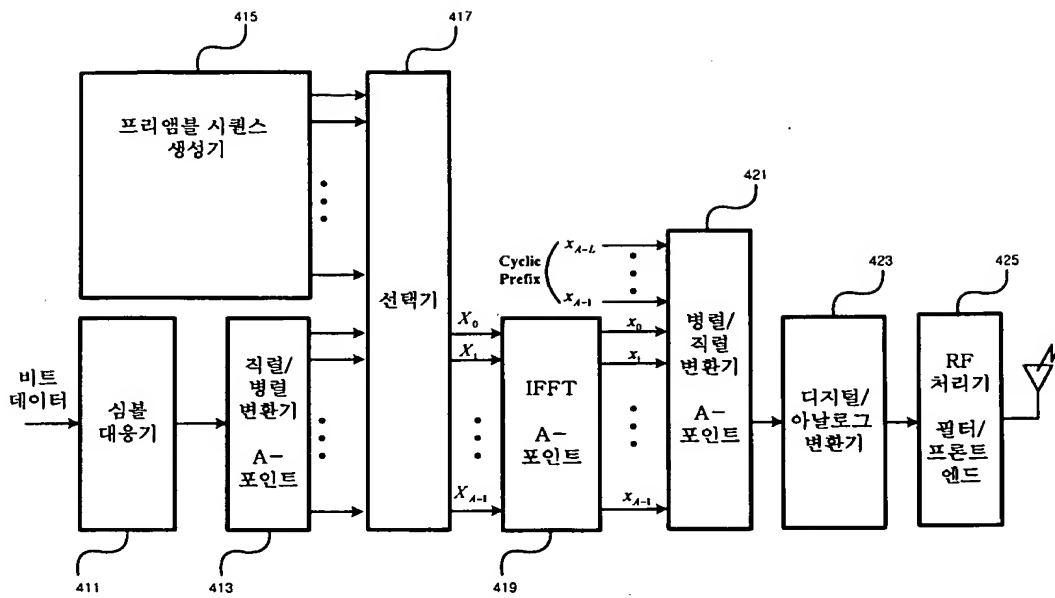 415
417
프리앰블 시퀀스
생성기
421
Cyclic
Prefix
x_{A-L}
x_{A-1}
423
425
선택기
X_0
X_1
X_{A-1}
x_0
x_1
x_{A-1}
병렬/
직렬
변환기
A-
포인트
비트
데이터
심볼
대응기
직렬/
병렬
변환기
A-
포인트
IFFT
A-
포인트
디지털/
아날로그
변환기
RF
처리기
필터/
프론트
엔드
411
413
419